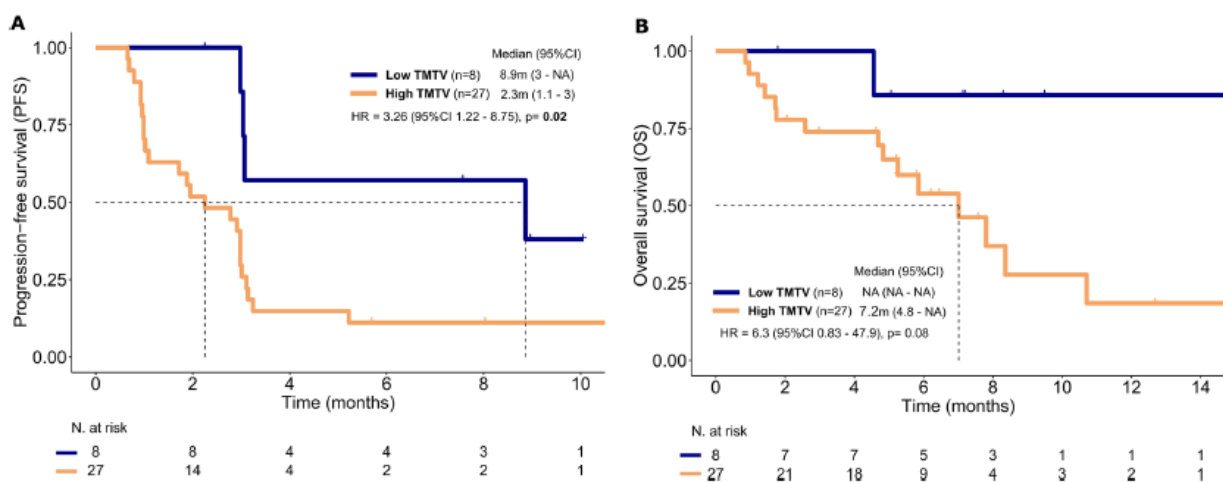 A
Progression-free survival (PFS)
1.00
0.75
0.50
0.25
0.00
Median (95%CI)
Low TMTV (n=8) 8.9m (3 - NA)
High TMTV (n=27) 2.3m (1.1 - 3)
HR = 3.26 (95%CI 1.22 - 8.75), p= 0.02
0 2 4 6 8 10
Time (months)
N. at risk
8 8 4 4 3 1
27 14 4 2 2 1
B
Overall survival (OS)
1.00
0.75
0.50
0.25
0.00
Median (95%CI)
Low TMTV (n=8) NA (NA - NA)
High TMTV (n=27) 7.2m (4.8 - NA)
HR = 6.3 (95%CI 0.83 - 47.9), p= 0.08
0 2 4 6 8 10 12 14
Time (months)
N. at risk
8 7 7 5 3 1 1 1
27 21 18 9 4 3 2 1